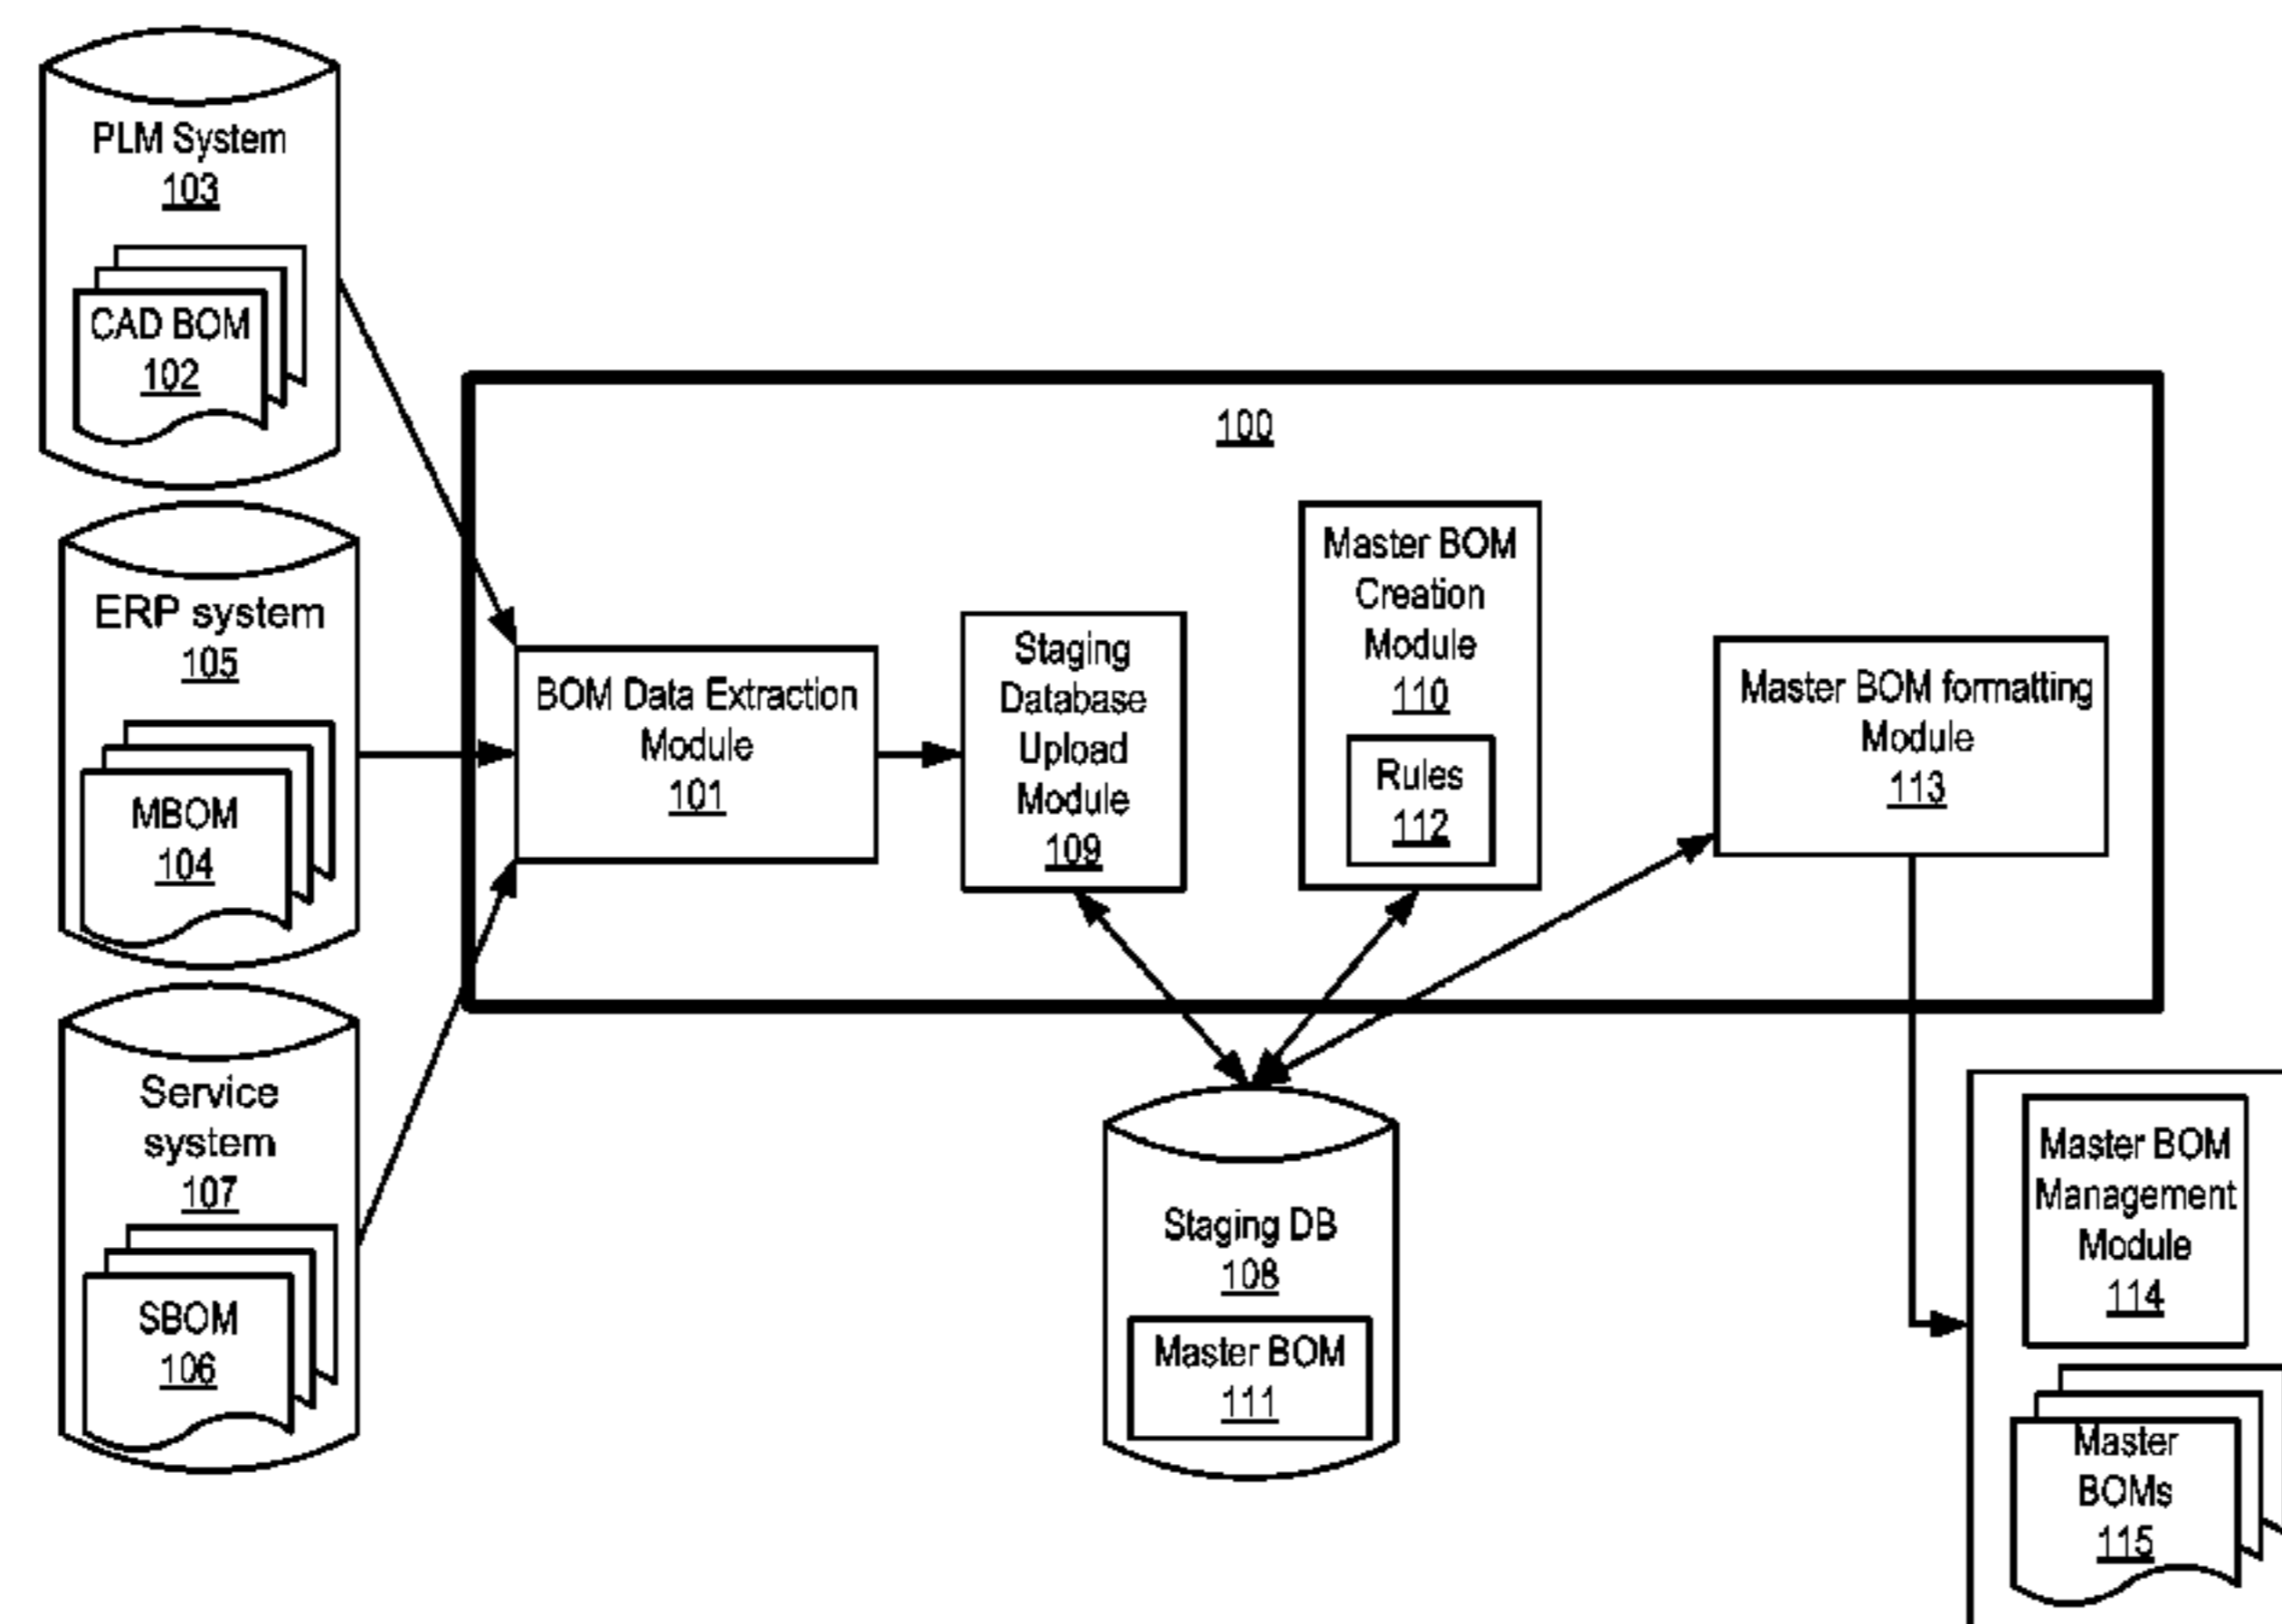 PLM System
103
CAD BOM
102
ERP system
105
MBOM
104
Service
system
107
SBOM
106
100
BOM Data Extraction
Module
101
Staging
Database
Upload
Module
109
Master BOM
Creation
Module
110
Rules
112
Master BOM formatting
Module
113
Staging DB
108
Master BOM
111
Master BOM
Management
Module
114
Master
BOMs
115